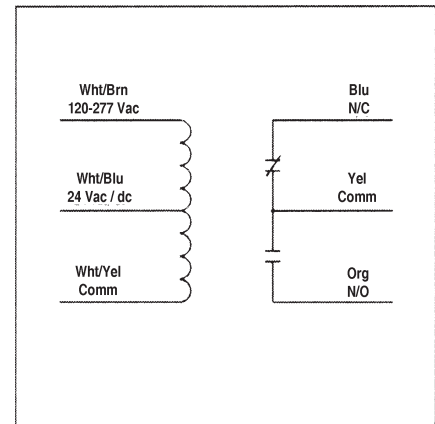 Wht/Brn
120-277 Vac
Wht/Blu
24 Vac / dc
Wht/Yel
Comm
Blu
N/C
Yel
Comm
Org
N/O